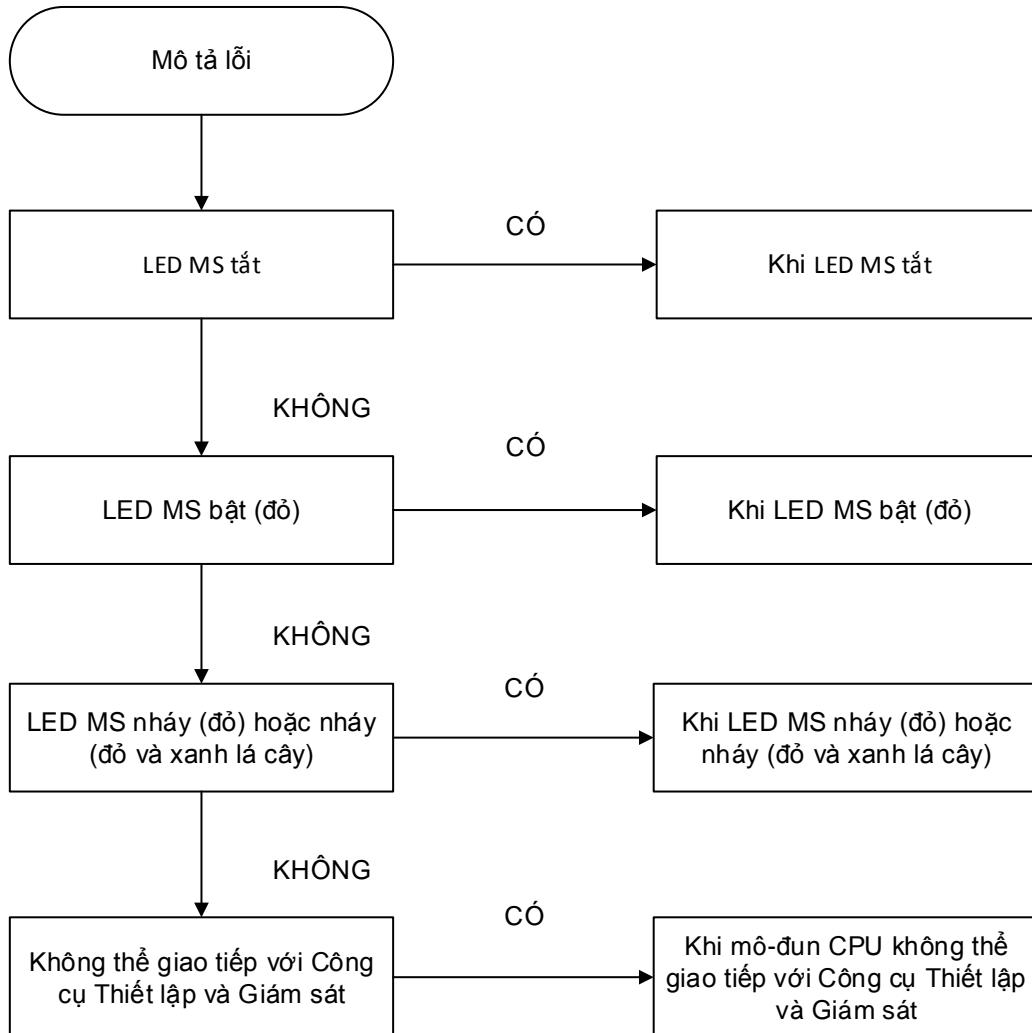 Mô tả lỗi
CÓ
LED MS tắt
Khi LED MS tắt
KHÔNG
CÓ
LED MS bật (đỏ)
Khi LED MS bật (đỏ)
KHÔNG
CÓ
LED MS nháy (đỏ) hoặc nháy
(đỏ và xanh lá cây)
Khi LED MS nháy (đỏ) hoặc
nháy (đỏ và xanh lá cây)
KHÔNG
CÓ
Không thể giao tiếp với Công
cụ Thiết lập và Giám sát
Khi mô-đun CPU không thể
giao tiếp với Công cụ Thiết lập
và Giám sát